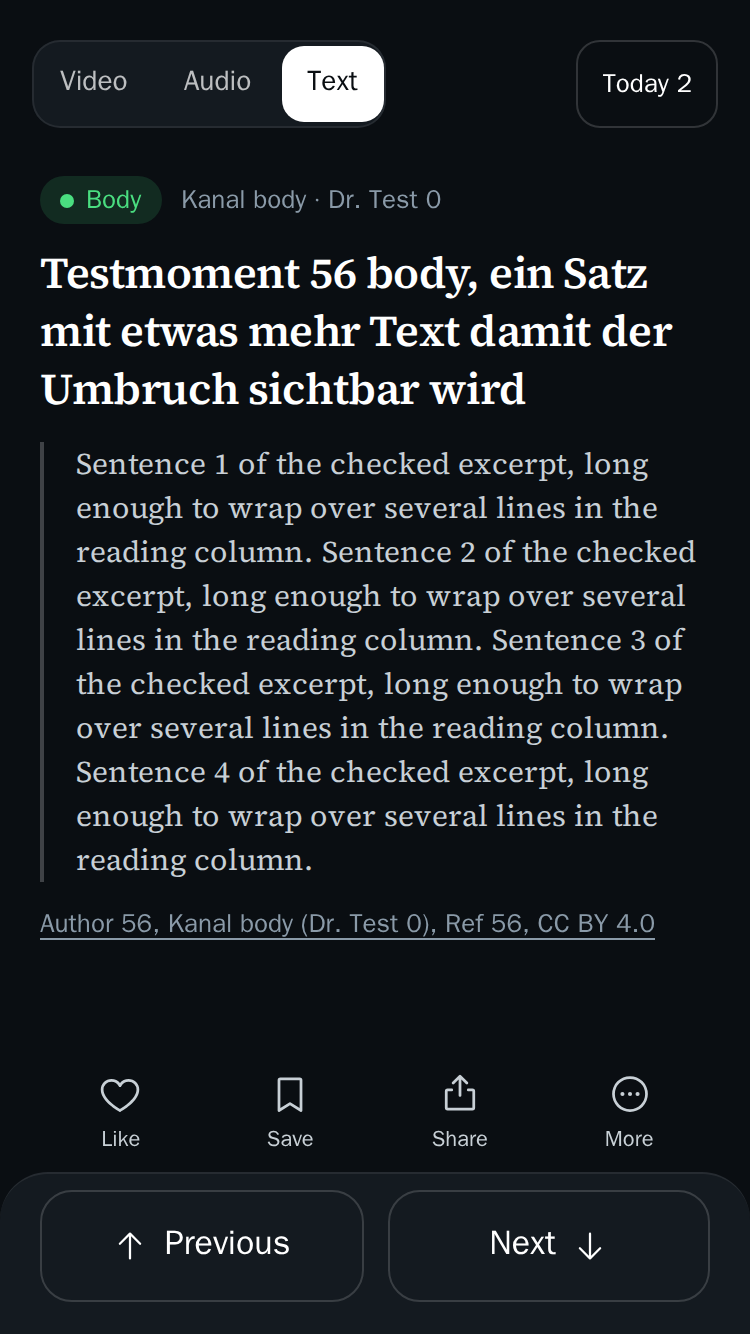 Video Audio Text Today 2
Body Kanal body · Dr. Test 0
Testmoment 56 body, ein Satz
mit etwas mehr Text damit der
Umbruch sichtbar wird
Sentence 1 of the checked excerpt, long
enough to wrap over several lines in the
reading column. Sentence 2 of the checked
excerpt, long enough to wrap over several
lines in the reading column. Sentence 3 of
the checked excerpt, long enough to wrap
over several lines in the reading column.
Sentence 4 of the checked excerpt, long
enough to wrap over several lines in the
reading column.
Author 56, Kanal body (Dr. Test 0), Ref 56, CC BY 4.0
Like Save Share More
Previous Next